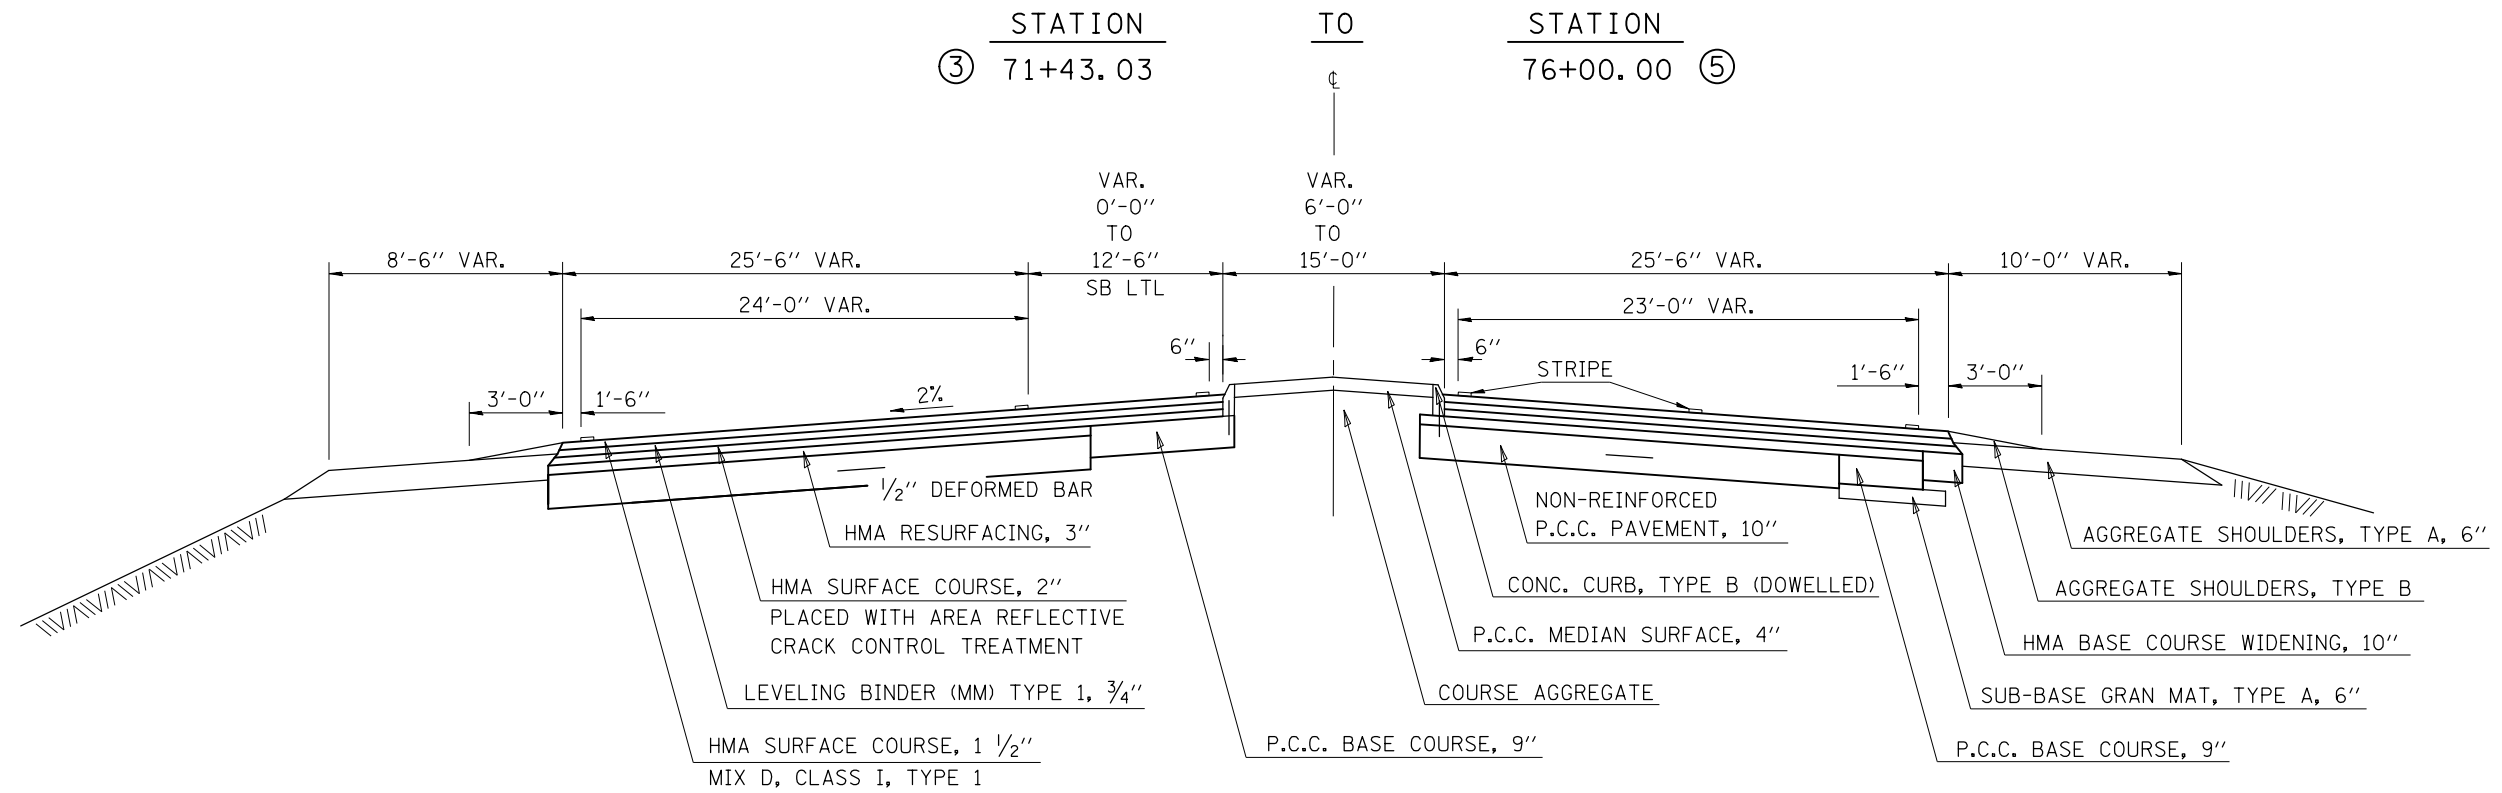 STATION TO STATION
3 71+43.03 76+00.00 5
℄
VAR.
0'-0"
TO
12'-6"
SB LTL
VAR.
6'-0"
TO
15'-0"
8'-6" VAR.
25'-6" VAR.
25'-6" VAR.
10'-0" VAR.
24'-0" VAR.
23'-0" VAR.
6"
6"
STRIPE
3'-0"
1'-6"
2%
1'-6"
3'-0"
1/2" DEFORMED BAR
HMA RESURFACING, 3"
HMA SURFACE COURSE, 2"
PLACED WITH AREA REFLECTIVE
CRACK CONTROL TREATMENT
LEVELING BINDER (MM) TYPE 1, 3/4"
HMA SURFACE COURSE, 1 1/2"
MIX D, CLASS I, TYPE 1
P.C.C. BASE COURSE, 9"
NON-REINFORCED
P.C.C. PAVEMENT, 10"
CONC. CURB, TYPE B (DOWELLED)
P.C.C. MEDIAN SURFACE, 4"
COURSE AGGREGATE
AGGREGATE SHOULDERS, TYPE A, 6"
AGGREGATE SHOULDERS, TYPE B
HMA BASE COURSE WIDENING, 10"
SUB-BASE GRAN MAT, TYPE A, 6"
P.C.C. BASE COURSE, 9"